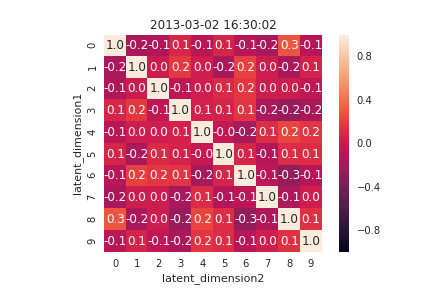 2013-03-02 16:30:02
0 1.0 -0.2 -0.1 0.1 -0.1 0.1 -0.1 -0.2 0.3 -0.1
1 -0.2 1.0 0.0 0.2 0.0 -0.2 0.2 0.0 -0.2 0.1
2 -0.1 0.0 1.0 -0.1 0.0 0.1 0.2 0.0 0.0 -0.1
3 0.1 0.2 -0.1 1.0 0.1 0.1 0.1 -0.2 -0.2 -0.2
4 -0.1 0.0 0.0 0.1 1.0 -0.0 -0.2 0.1 0.2 0.2
5 0.1 -0.2 0.1 0.1 -0.0 1.0 0.1 -0.1 0.1 0.1
6 -0.1 0.2 0.2 0.1 -0.2 0.1 1.0 -0.1 -0.3 -0.1
7 -0.2 0.0 0.0 -0.2 0.1 -0.1 -0.1 1.0 -0.1 0.0
8 0.3 -0.2 0.0 -0.2 0.2 0.1 -0.3 -0.1 1.0 0.1
9 -0.1 0.1 -0.1 -0.2 0.2 0.1 -0.1 0.0 0.1 1.0
0 1 2 3 4 5 6 7 8 9
latent_dimension1
latent_dimension2
0.8
0.4
0.0
−0.4
−0.8